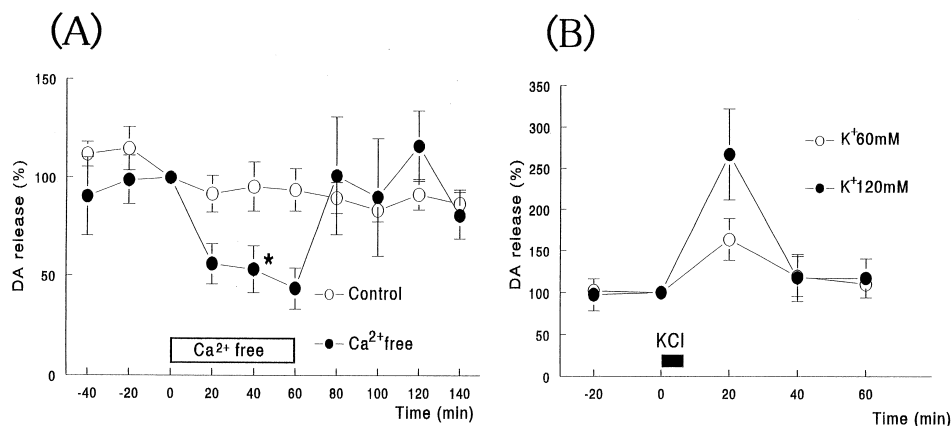 (A)
(B)
DA release (%)
150
100
50
0
Control
Ca2+ free
Ca2+ free
*
-40 -20 0 20 40 60 80 100 120 140
Time (min)
DA release (%)
350
300
250
200
150
100
50
0
K+60mM
K+120mM
KCl
-20 0 20 40 60
Time (min)